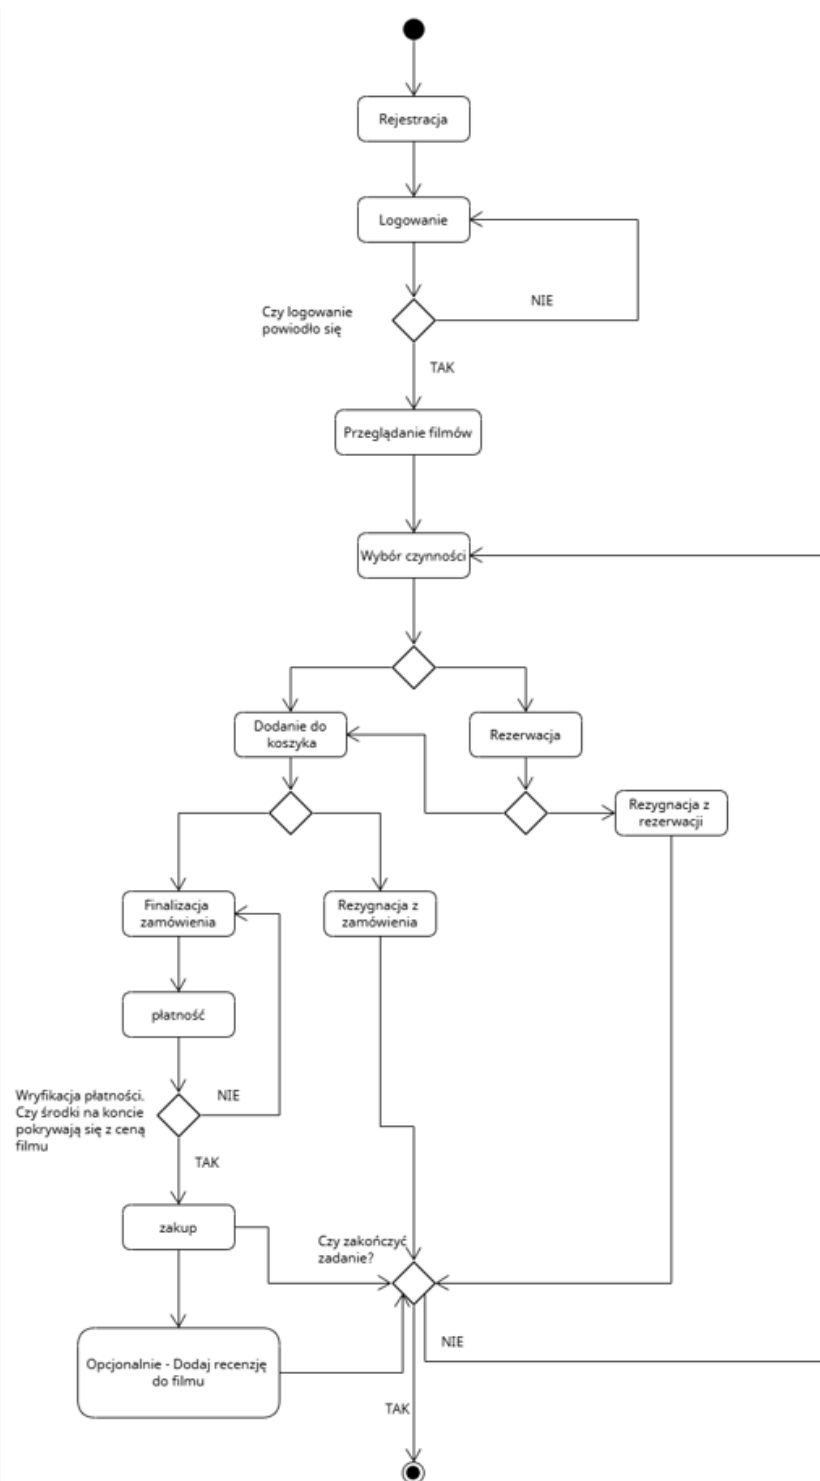 Rejestracja
Logowanie
NIE
Czy logowanie
powiodło się
TAK
Przeglądanie filmów
Wybór czynności
Dodanie do
koszyka
Rezerwacja
Rezygnacja z
rezerwacji
Finalizacja
zamówienia
Rezygnacja z
zamówienia
płatność
Wryfikacja płatności.
Czy środki na koncie
pokrywają się z ceną
filmu
NIE
TAK
zakup
Czy zakończyć
zadanie?
NIE
Opcjonalnie - Dodaj recenzję
do filmu
TAK